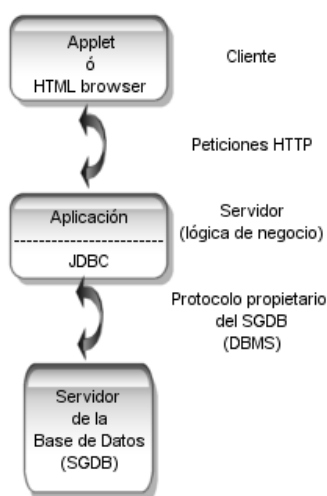 Applet
ó
HTML browser
Cliente
Peticiones HTTP
Aplicación
JDBC
Servidor
(lógica de negocio)
Protocolo propietario
del SGDB
(DBMS)
Servidor
de la
Base de Datos
(SGDB)